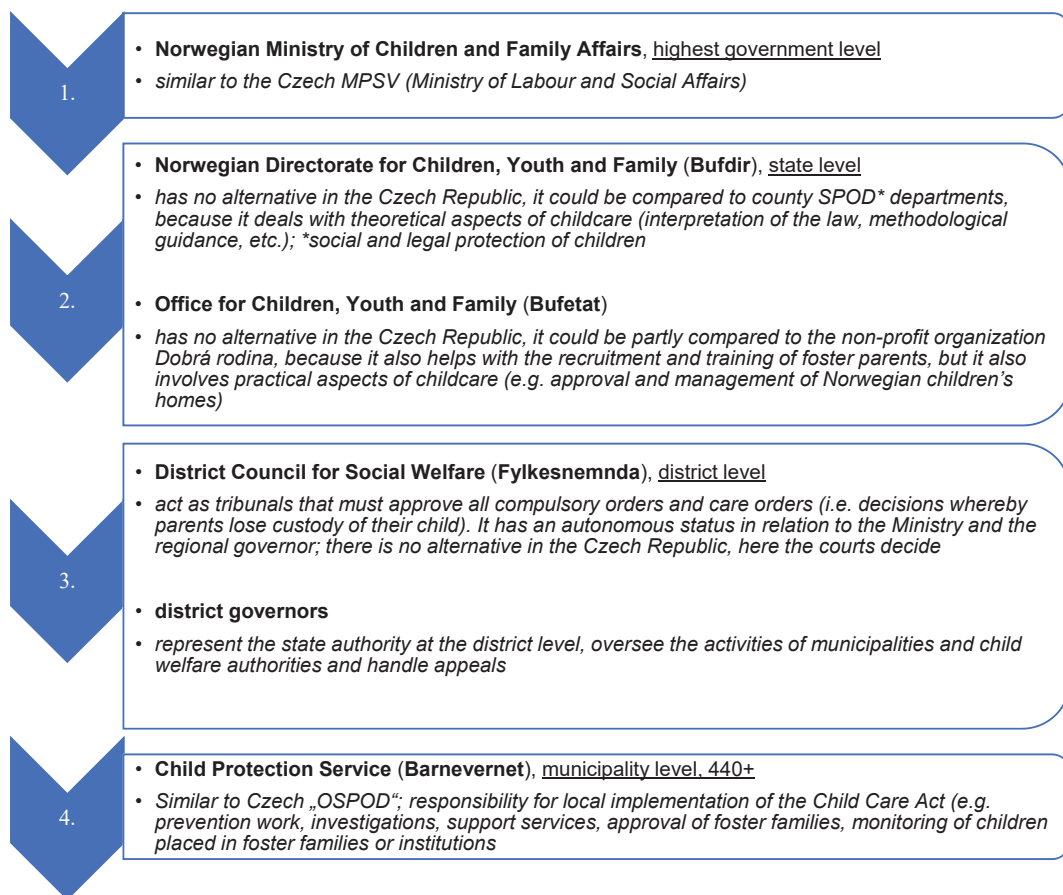 1.
• Norwegian Ministry of Children and Family Affairs, highest government level
• similar to the Czech MPSV (Ministry of Labour and Social Affairs)
2.
• Norwegian Directorate for Children, Youth and Family (Bufdir), state level
• has no alternative in the Czech Republic, it could be compared to county SPOD* departments,
because it deals with theoretical aspects of childcare (interpretation of the law, methodological
guidance, etc.); *social and legal protection of children
• Office for Children, Youth and Family (Bufetat)
• has no alternative in the Czech Republic, it could be partly compared to the non-profit organization
Dobrá rodina, because it also helps with the recruitment and training of foster parents, but it also
involves practical aspects of childcare (e.g. approval and management of Norwegian children's
homes)
3.
• District Council for Social Welfare (Fylkesnemnda), district level
• act as tribunals that must approve all compulsory orders and care orders (i.e. decisions whereby
parents lose custody of their child). It has an autonomous status in relation to the Ministry and the
regional governor; there is no alternative in the Czech Republic, here the courts decide
• district governors
• represent the state authority at the district level, oversee the activities of municipalities and child
welfare authorities and handle appeals
4.
• Child Protection Service (Barnevernet), municipality level, 440+
• Similar to Czech „OSPOD“; responsibility for local implementation of the Child Care Act (e.g.
prevention work, investigations, support services, approval of foster families, monitoring of children
placed in foster families or institutions